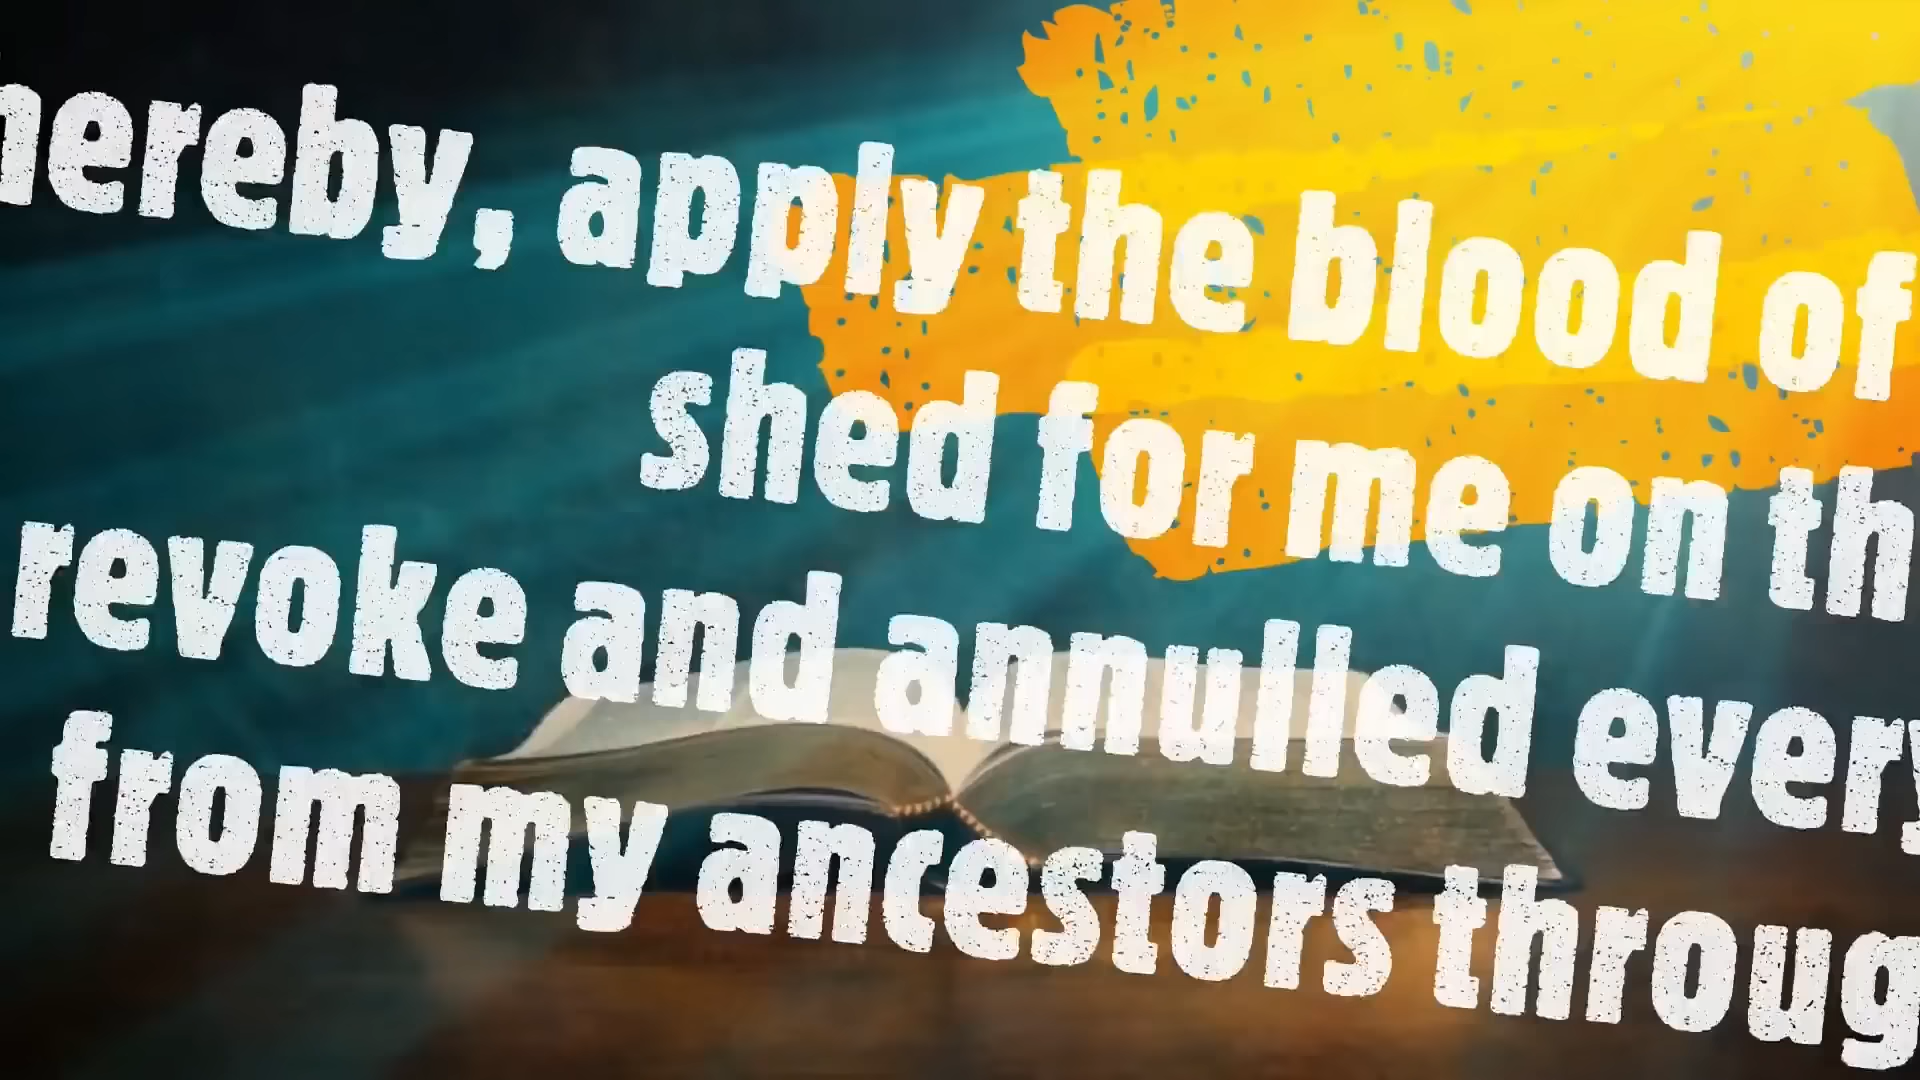 hereby, apply the blood of
shed for me on th
revoke and annulled every
from my ancestors throug